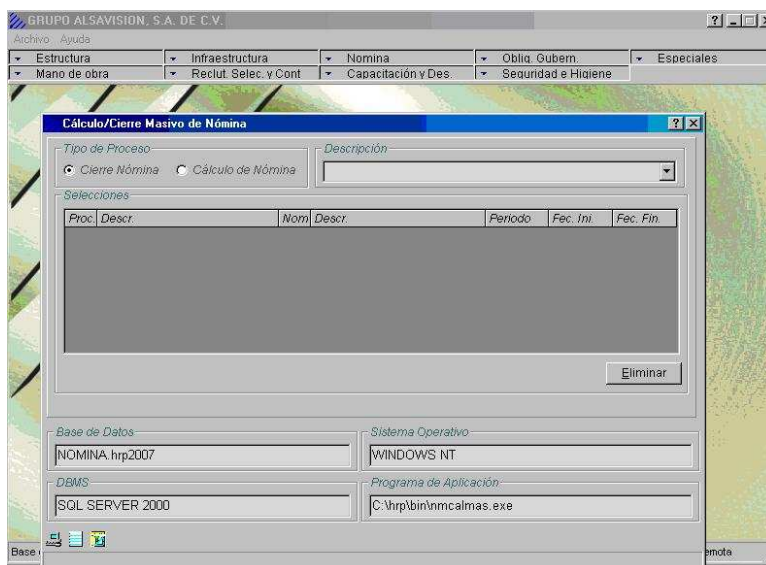 GRUPO ALSAVISION, S.A. DE C.V.
Archivo Ayuda
Estructura Infraestructura Nomina Oblig. Gubern. Especiales
Mano de obra Reclut. Selec. y Cont Capacitación y Des. Seguridad e Higiene
Cálculo/Cierre Masivo de Nómina
Tipo de Proceso Descripción
Cierre Nómina Cálculo de Nómina
Selecciones
Proc. Descr. Nom Descr. Periodo Fec. Ini. Fec. Fin.
Eliminar
Base de Datos Sistema Operativo
NOMINA.hrp2007 WINDOWS NT
DBMS Programa de Aplicación
SQL SERVER 2000 C:\hrp\bin\nmcalmas.exe
Base emota